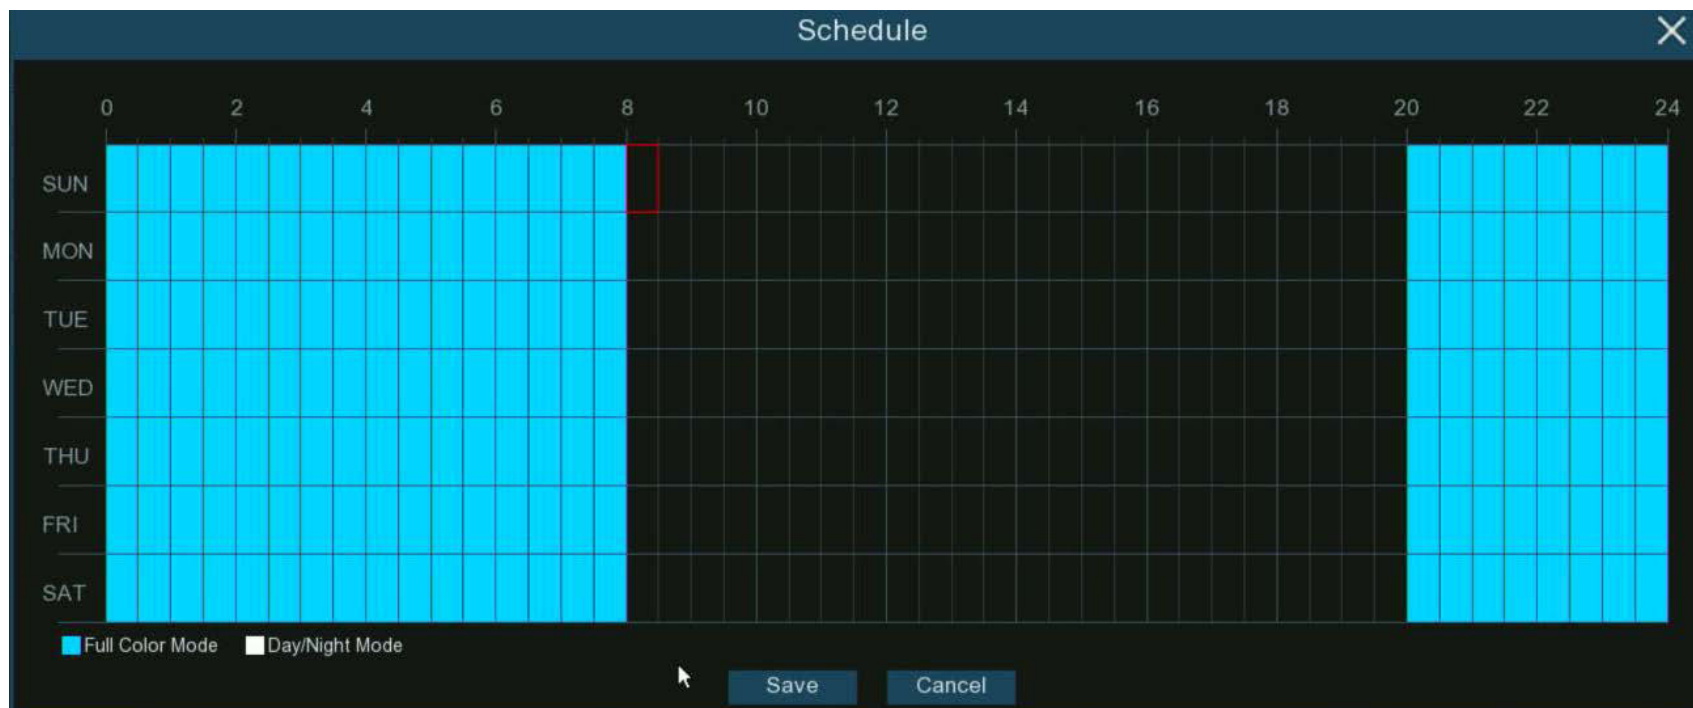 Schedule
0 2 4 6 8 10 12 14 16 18 20 22 24
SUN
MON
TUE
WED
THU
FRI
SAT
Full Color Mode Day/Night Mode
Save Cancel